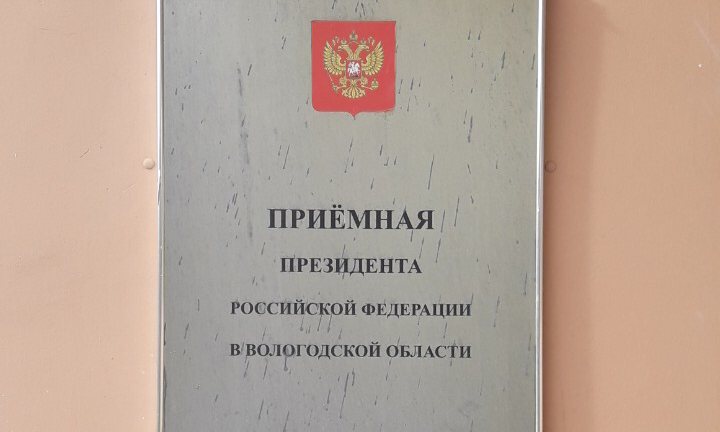 ПРИЁМНАЯ
ПРЕЗИДЕНТА
РОССИЙСКОЙ ФЕДЕРАЦИИ
В ВОЛОГОДСКОЙ ОБЛАСТИ